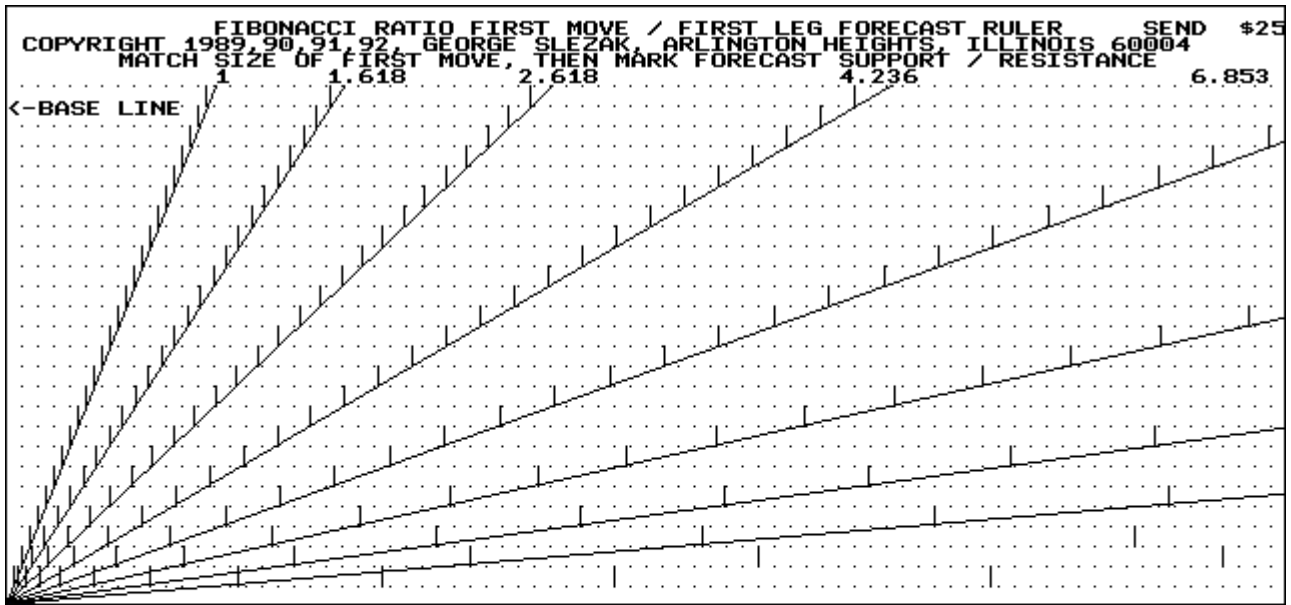 FIBONACCI RATIO FIRST MOVE / FIRST LEG FORECAST RULER SEND $25
COPYRIGHT 1989,90,91,92, GEORGE SLEZAK, ARLINGTON HEIGHTS, ILLINOIS 60004
MATCH SIZE OF FIRST MOVE, THEN MARK FORECAST SUPPORT / RESISTANCE
1 1.618 2.618 4.236 6.853
<-BASE LINE